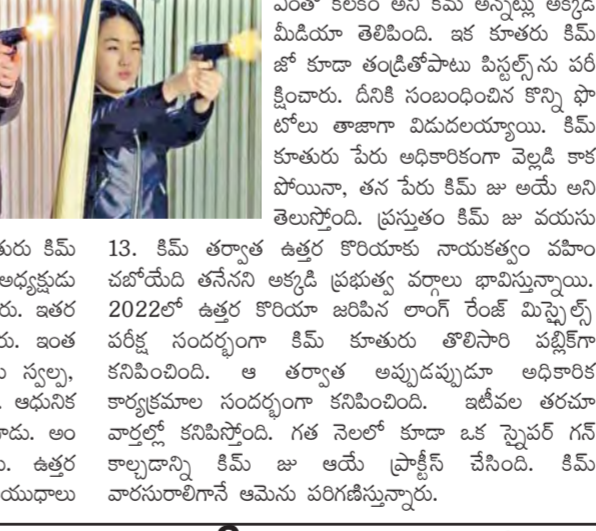 ఎంతో కీలకం అని కిమ్ అన్నట్లు అక్కడి
మీడియా తెలిపింది. ఇక కూతరు కిమ్
జో కూడా తండ్రితోపాటు పిస్టల్స్‌ను పరీ
క్షించారు. దీనికి సంబంధించిన కొన్ని ఫొ
టోలు తాజాగా విడుదలయ్యాయి. కిమ్
కూతురు పేరు అధికారికంగా వెల్లడి కాక
పోయినా, తన పేరు కిమ్ జు అయే అని
తెలుస్తోంది. ప్రస్తుతం కిమ్ జు వయసు
13. కిమ్ తర్వాత ఉత్తర కొరియాకు నాయకత్వం వహిం
చబోయేది తనేనని అక్కడి ప్రభుత్వ వర్గాలు భావిస్తున్నాయి.
2022లో ఉత్తర కొరియా జరిపిన లాంగ్ రేంజ్ మిస్సైల్స్
పరీక్ష సందర్భంగా కిమ్ కూతురు తొలిసారి పబ్లిక్‌గా
కనిపించింది. ఆ తర్వాత అప్పుడప్పుడూ అధికారిక
కార్యక్రమాల సందర్భంగా కనిపించింది. ఇటీవల తరచూ
వార్తల్లో కనిపిస్తోంది. గత నెలలో కూడా ఒక స్నైపర్ గన్
కాల్చడాన్ని కిమ్ జు ఆయే ప్రాక్టీస్ చేసింది. కిమ్
వారసురాలిగానే ఆమెను పరిగణిస్తున్నారు.
కిమ్
అధ్యక్షుడు
ఇతర
ఇంత
స్వల్ప,
ఆధునిక
అం
ఉత్తర